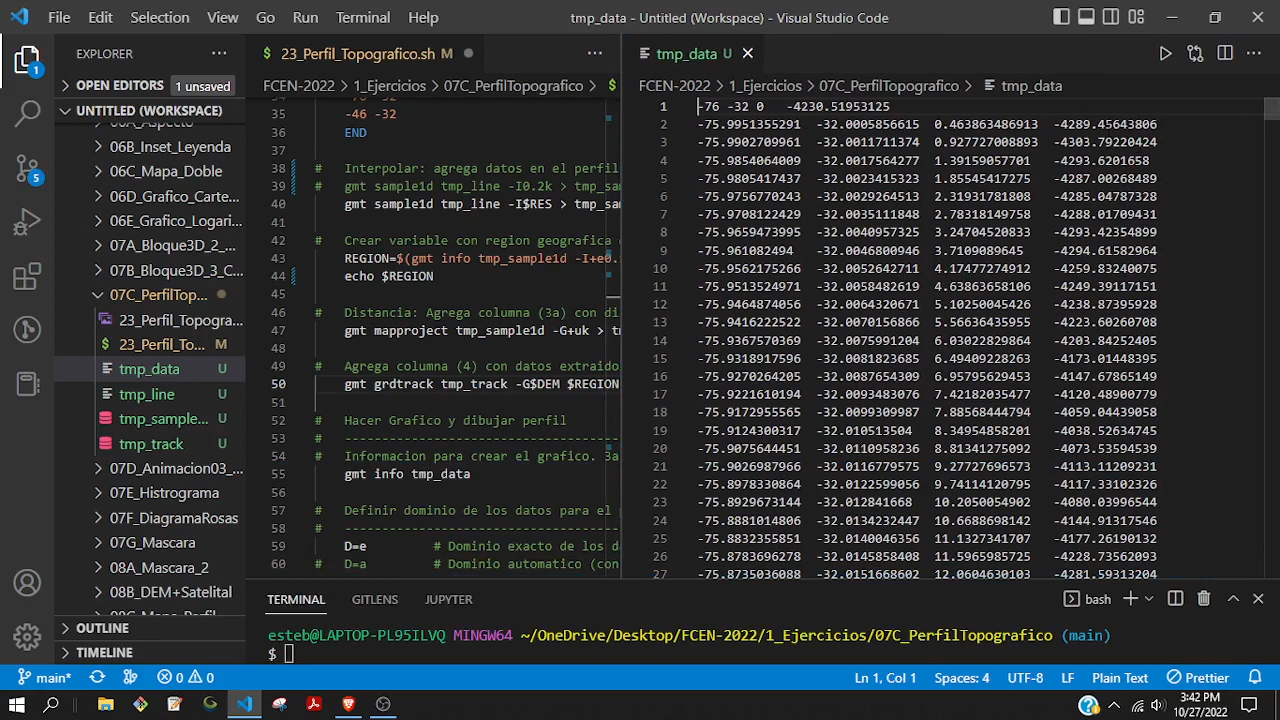 File Edit Selection View Go Run Terminal Help tmp_data - Untitled (Workspace) - Visual Studio Code
EXPLORER
OPEN EDITORS 1 unsaved
UNTITLED (WORKSPACE)
06B_Inset_Leyenda
06C_Mapa_Doble
06D_Grafico_Carte...
06E_Grafico_Logari...
07A_Bloque3D_2_...
07B_Bloque3D_3_C...
07C_PerfilTop...
23_Perfil_Topogra...
23_Perfil_To... M
tmp_data U
tmp_line U
tmp_sample... U
tmp_track U
07D_Animacion03_...
07E_Histrograma
07F_DiagramaRosas
07G_Mascara
08A_Mascara_2
08B_DEM+Satelital
OUTLINE
TIMELINE
1
5
23_Perfil_Topografico.sh M
FCEN-2022 > 1_Ejercicios > 07C_PerfilTopografico > $
35 -46 -32
36 END
37
38 # Interpolar: agrega datos en el perfil
39 # gmt sample1d tmp_line -I0.2k > tmp_sam
40 gmt sample1d tmp_line -I$RES > tmp_sa
41
42 # Crear variable con region geografica
43 REGION=$(gmt info tmp_sample1d -I+e0.
44 echo $REGION
45
46 # Distancia: Agrega columna (3a) con di
47 gmt mapproject tmp_sample1d -G+uk > t
48
49 # Agrega columna (4) con datos extraido
50 gmt grdtrack tmp_track -G$DEM $REGION
51
52 # Hacer Grafico y dibujar perfil
53 # -----------------------------------
54 # Informacion para crear el grafico. 3a
55 gmt info tmp_data
56
57 # Definir dominio de los datos para el
58 # -----------------------------------
59 D=e # Dominio exacto de los d
60 # D=a # Dominio automatico (con
tmp_data U
FCEN-2022 > 1_Ejercicios > 07C_PerfilTopografico > tmp_data
1 -76 -32 0 -4230.51953125
2 -75.9951355291 -32.0005856615 0.463863486913 -4289.45643806
3 -75.9902709961 -32.0011711374 0.927727008893 -4303.79220424
4 -75.9854064009 -32.0017564277 1.39159057701 -4293.6201658
5 -75.9805417437 -32.0023415323 1.85545417275 -4287.00268489
6 -75.9756770243 -32.0029264513 2.31931781808 -4285.04787328
7 -75.9708122429 -32.0035111848 2.78318149758 -4288.01709431
8 -75.9659473995 -32.0040957325 3.24704520833 -4293.42354899
9 -75.961082494 -32.0046800946 3.7109089645 -4294.61582964
10 -75.9562175266 -32.0052642711 4.17477274912 -4259.83240075
11 -75.9513524971 -32.0058482619 4.63863658106 -4249.39117151
12 -75.9464874056 -32.0064320671 5.10250045426 -4238.87395928
13 -75.9416222522 -32.0070156866 5.56636435955 -4223.60260708
14 -75.9367570369 -32.0075991204 6.03022829864 -4203.84252405
15 -75.9318917596 -32.0081823685 6.49409228263 -4173.01448395
16 -75.9270264205 -32.0087654309 6.95795629453 -4147.67865149
17 -75.9221610194 -32.0093483076 7.42182035477 -4120.48900779
18 -75.9172955565 -32.0099309987 7.88568444794 -4059.04439058
19 -75.9124300317 -32.010513504 8.34954858201 -4038.52634745
20 -75.9075644451 -32.0110958236 8.81341275092 -4073.53594539
21 -75.9026987966 -32.0116779575 9.27727696573 -4113.11209231
22 -75.8978330864 -32.0122599056 9.74114120795 -4117.33102326
23 -75.8929673144 -32.012841668 10.2050054902 -4080.03996544
24 -75.8881014806 -32.0134232447 10.6688698142 -4144.91317546
25 -75.8832355851 -32.0140046356 11.1327341707 -4177.26190132
26 -75.8783696278 -32.0145858408 11.5965985725 -4228.73562093
27 -75.8735036088 -32.0151668602 12.0604630103 -4281.59313204
TERMINAL GITLENS JUPYTER bash
esteb@LAPTOP-PL95ILVQ MINGW64 ~/OneDrive/Desktop/FCEN-2022/1_Ejercicios/07C_PerfilTopografico (main)
$
main* 0 0 Ln 1, Col 1 Spaces: 4 UTF-8 LF Plain Text Prettier
3:42 PM
10/27/2022